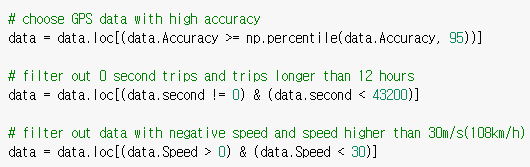 # choose GPS data with high accuracy
data = data.loc[(data.Accuracy >= np.percentile(data.Accuracy, 95))]
# filter out 0 second trips and trips longer than 12 hours
data = data.loc[(data.second != 0) & (data.second < 43200)]
# filter out data with negative speed and speed higher than 30m/s(108km/h)
data = data.loc[(data.Speed > 0) & (data.Speed < 30)]